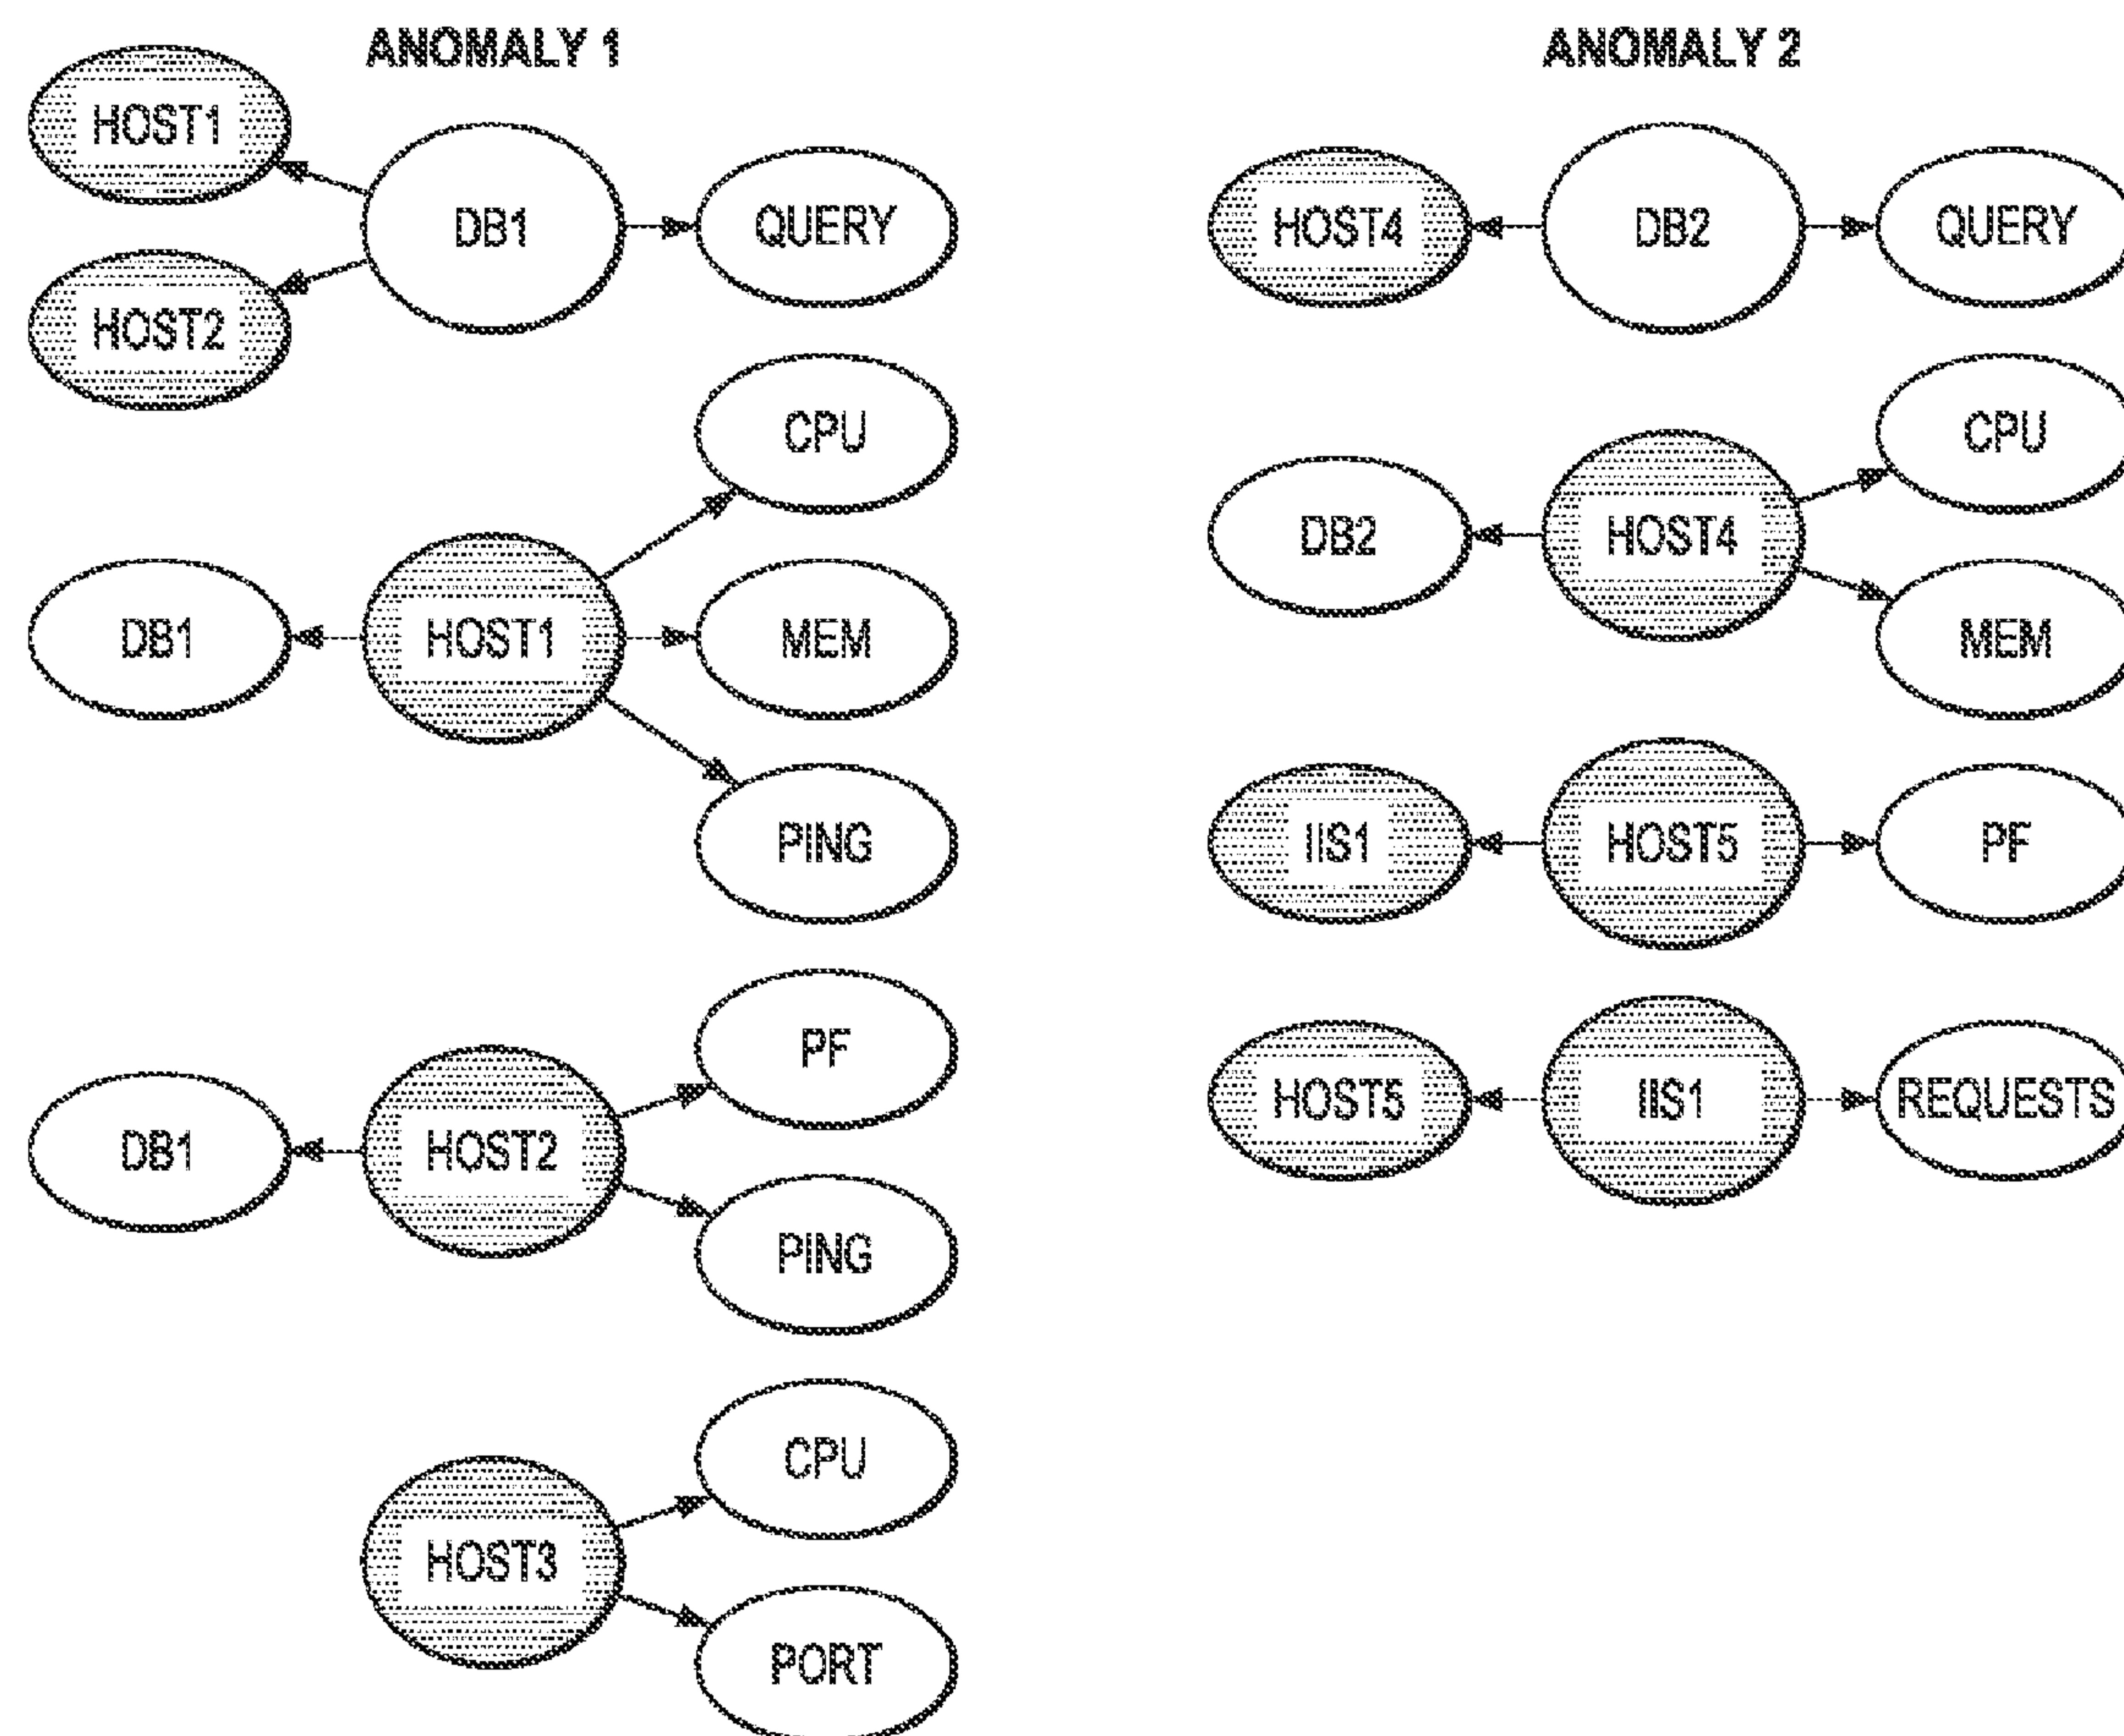 ANOMALY 1
HOST1
DB1
QUERY
HOST2
CPU
DB1
HOST1
MEM
PING
PF
DB1
HOST2
PING
CPU
HOST3
PORT
ANOMALY 2
HOST4
DB2
QUERY
CPU
DB2
HOST4
MEM
IIS1
HOST5
PF
HOST5
IIS1
REQUESTS